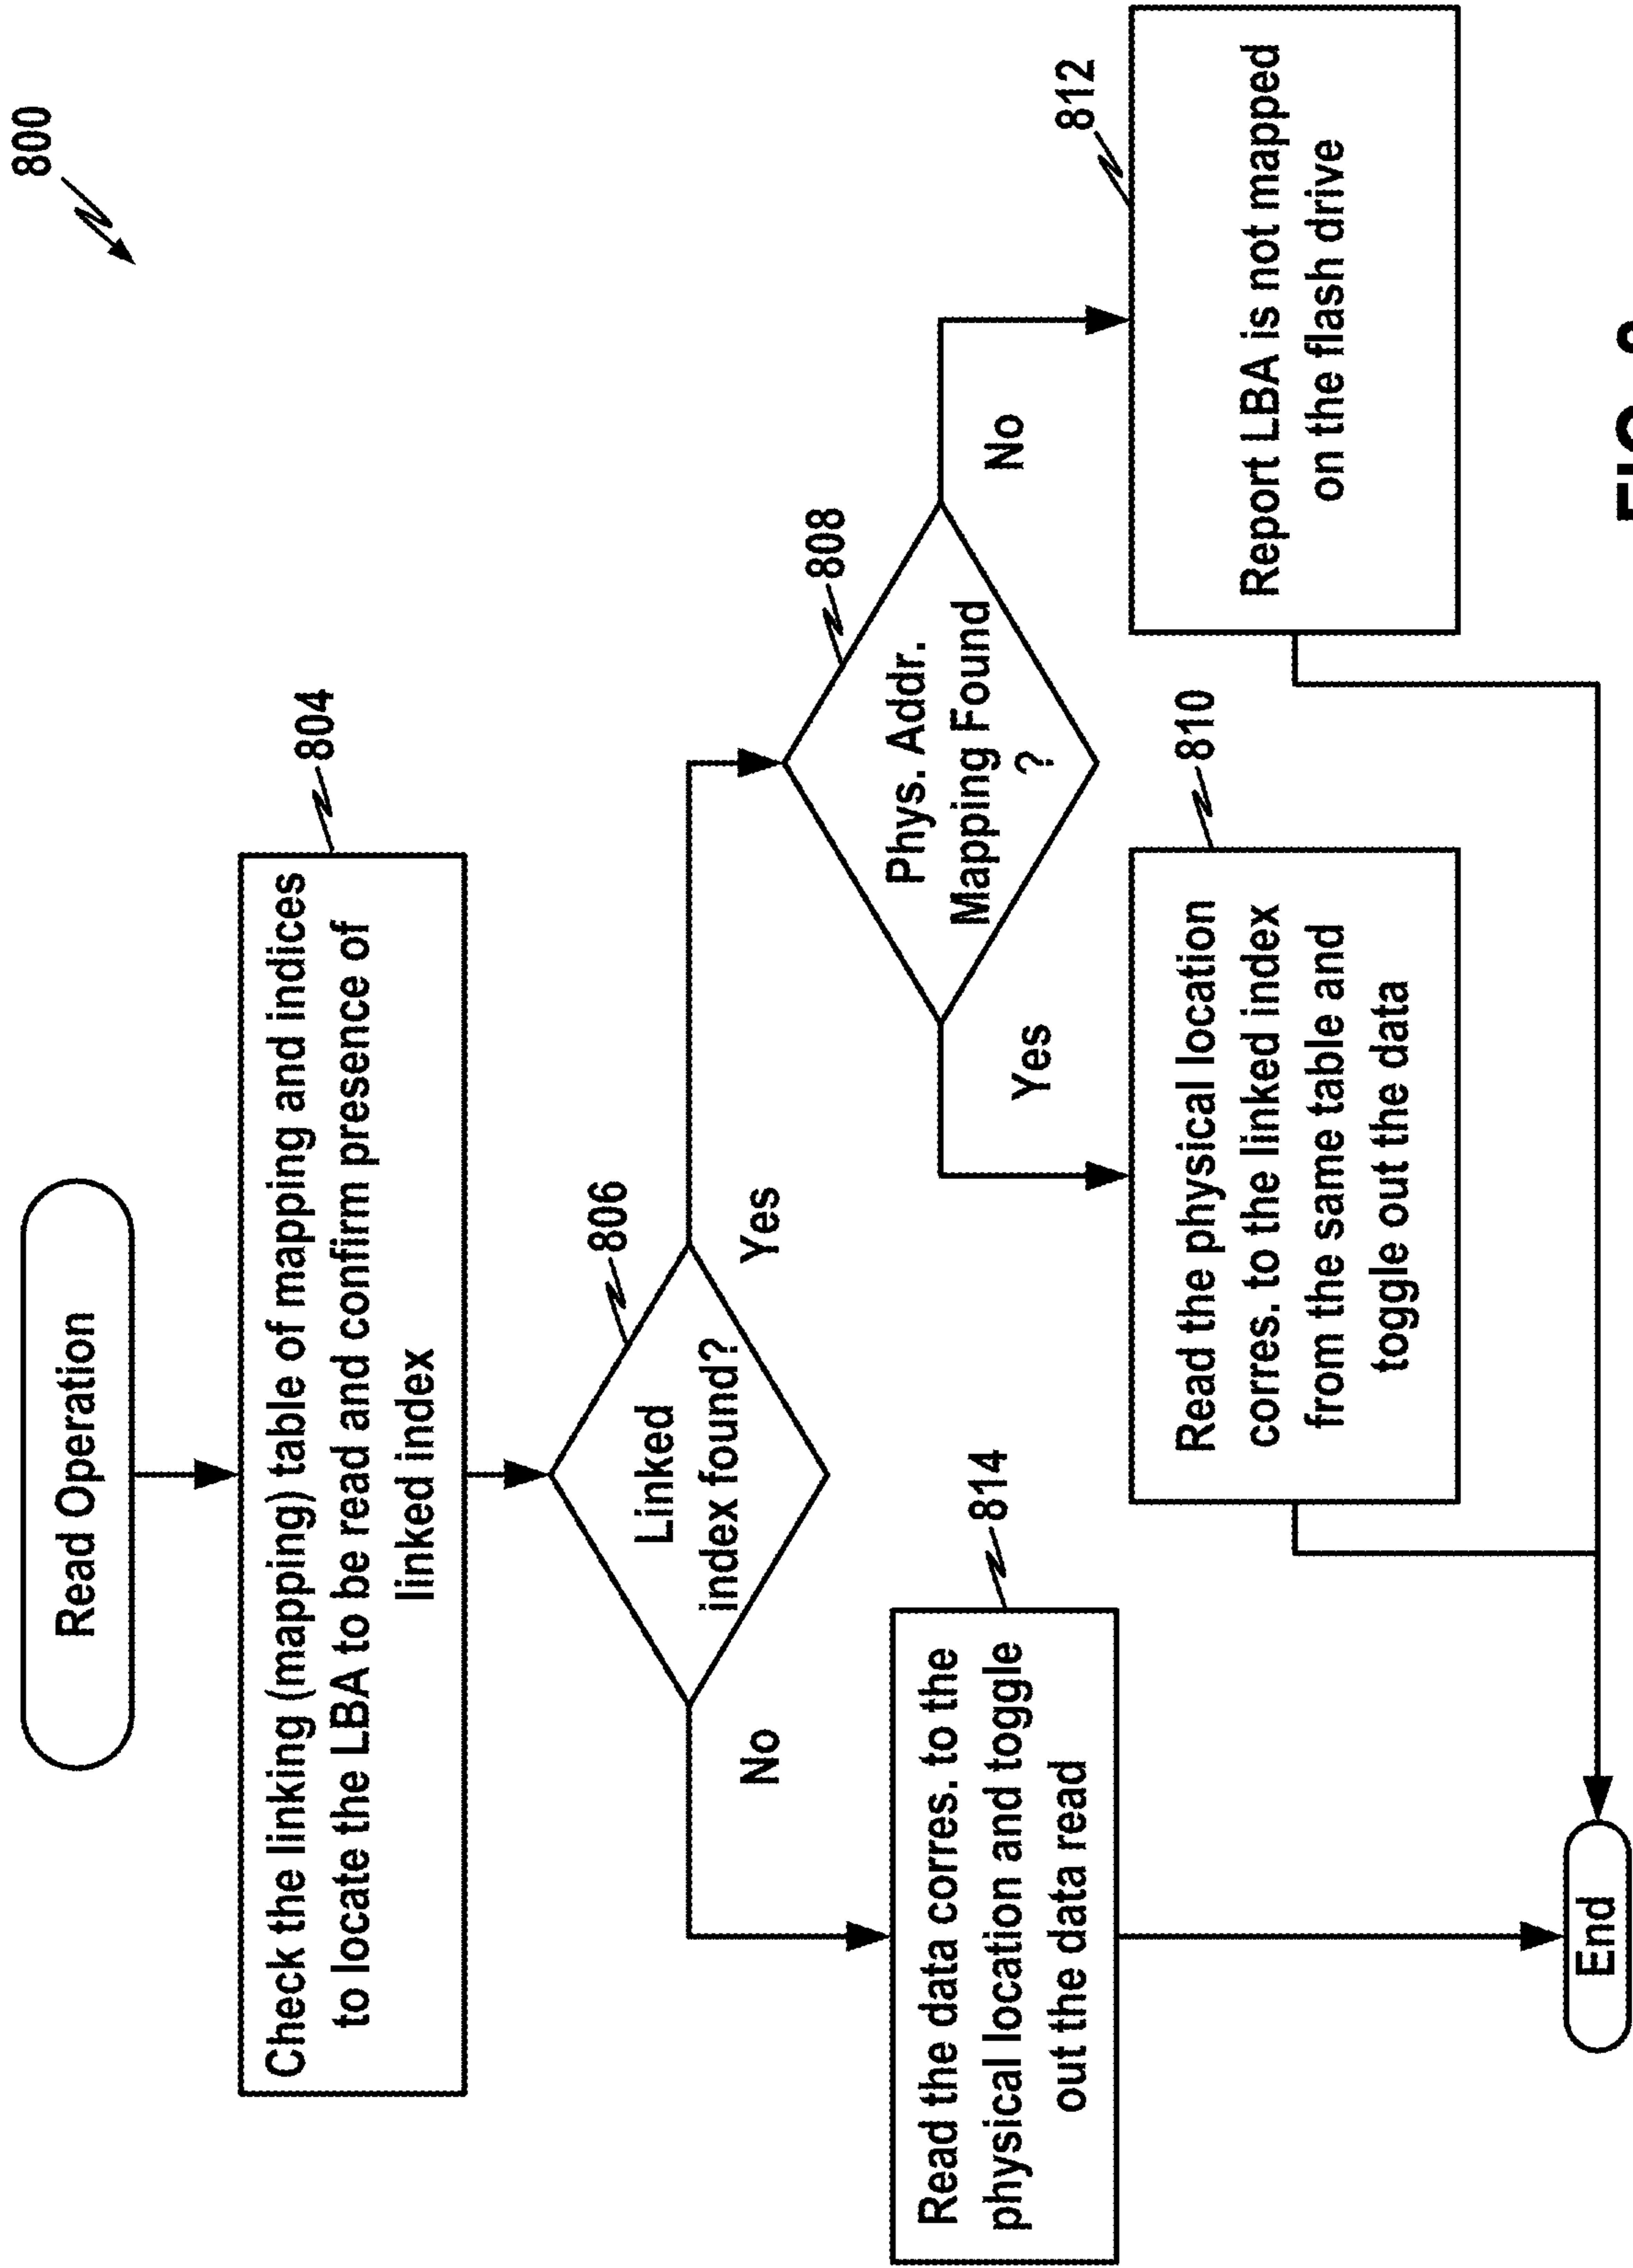 800
Read Operation
804
Check the linking (mapping) table of mapping and indices
to locate the LBA to be read and confirm presence of
linked index
806
Linked
index found?
No
Yes
808
Phys. Addr.
Mapping Found
?
Yes
No
814
Read the data corres. to the
physical location and toggle
out the data read
810
Read the physical location
corres. to the linked index
from the same table and
toggle out the data
812
Report LBA is not mapped
on the flash drive
End